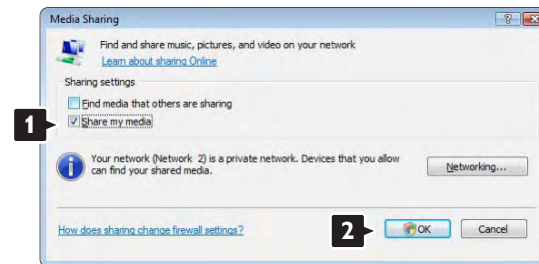 Media Sharing
Find and share music, pictures, and video on your network
Learn about sharing Online
Sharing settings
Find media that others are sharing
1
Share my media
Your network (Network 2) is a private network. Devices that you allow
can find your shared media.
Networking...
How does sharing change firewall settings?
2
OK
Cancel